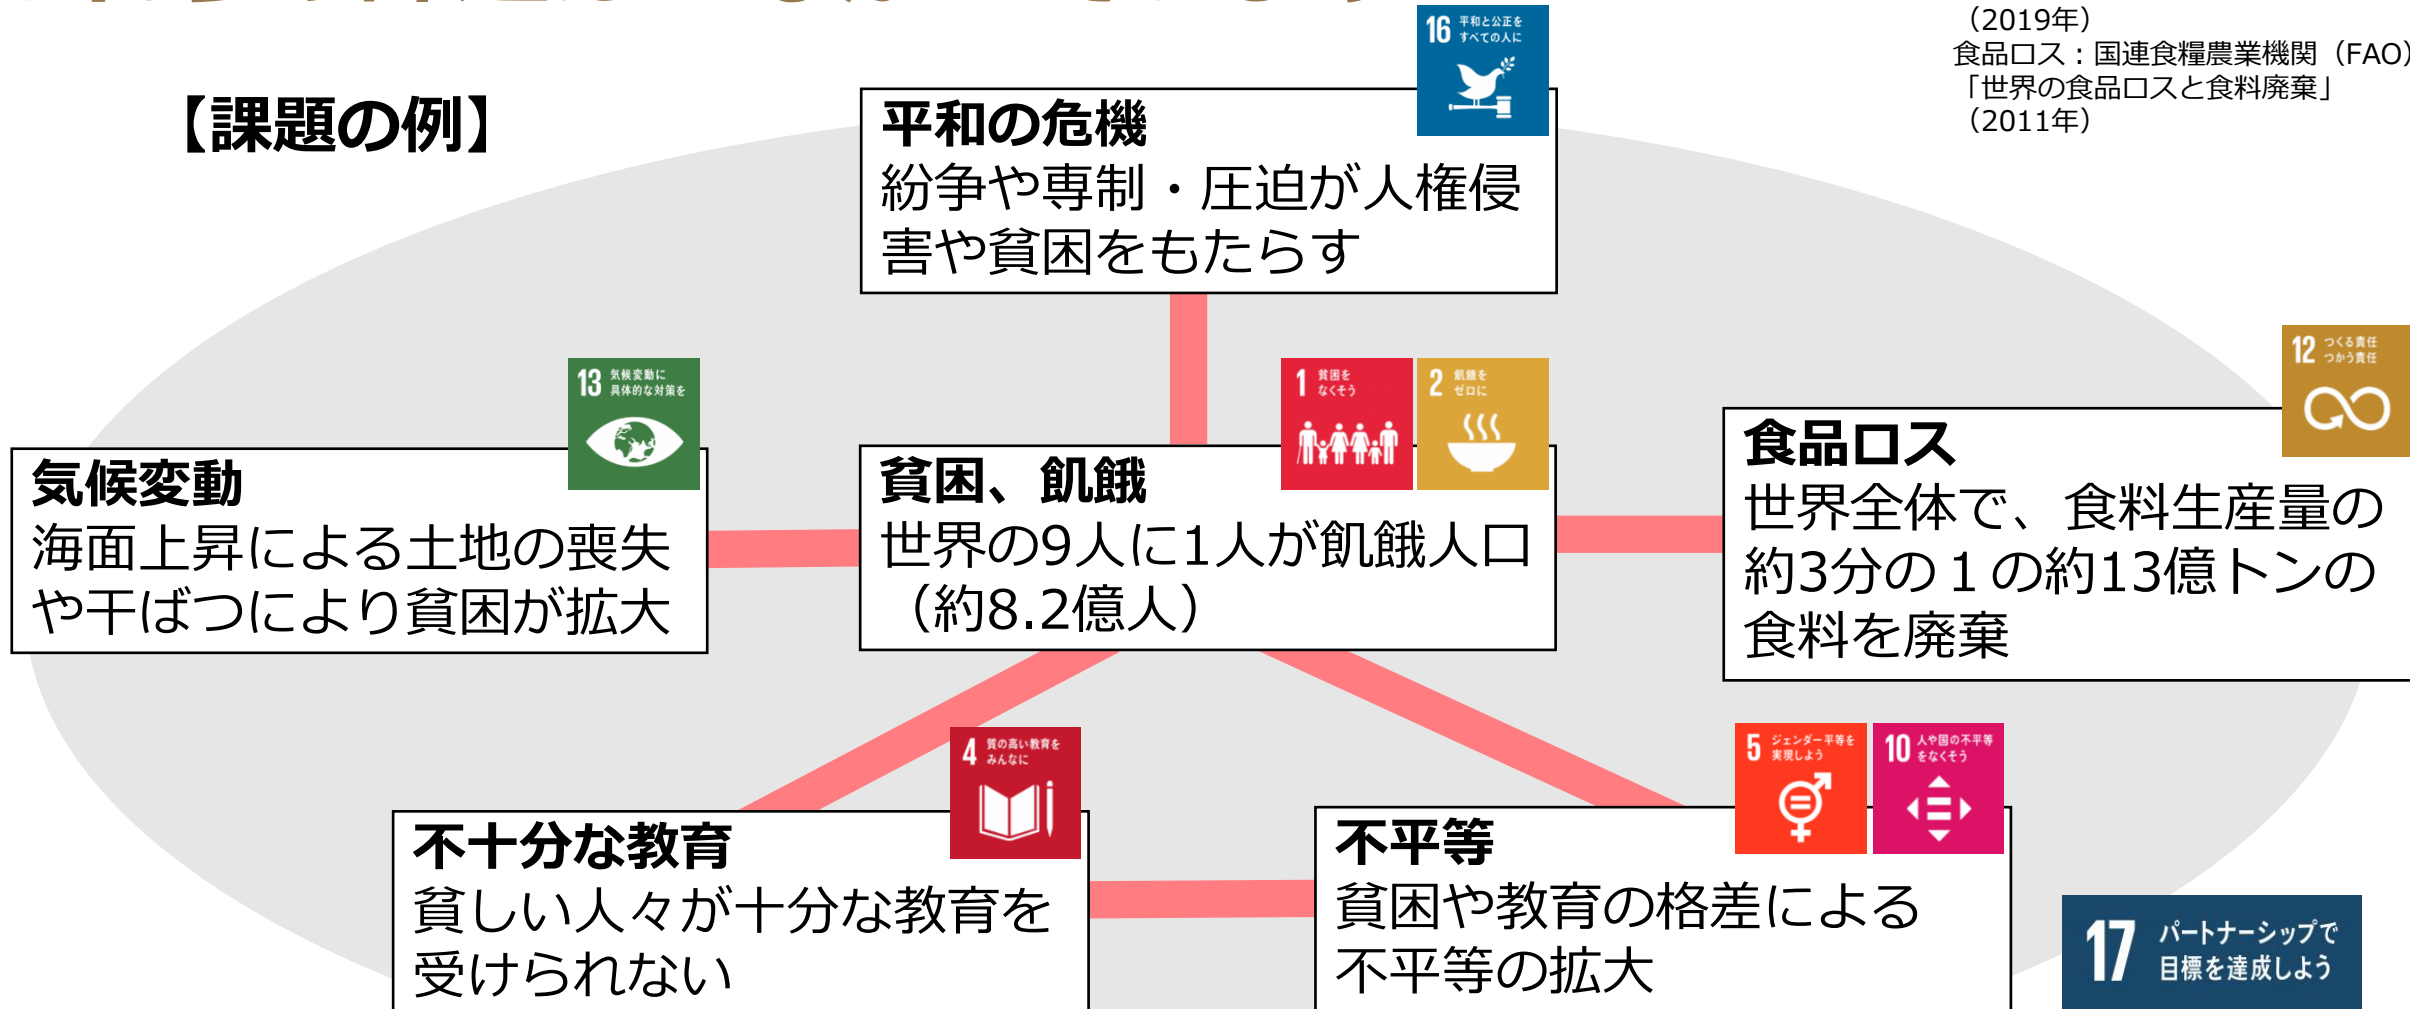 （2019年）
食品ロス：国連食糧農業機関（FAO）
「世界の食品ロスと食料廃棄」
（2011年）
【課題の例】
16 平和と公正を
すべての人に
平和の危機
紛争や専制・圧迫が人権侵
害や貧困をもたらす
13 気候変動に
具体的な対策を
気候変動
海面上昇による土地の喪失
や干ばつにより貧困が拡大
1 貧困を
なくそう
2 飢餓を
ゼロに
貧困、飢餓
世界の9人に1人が飢餓人口
（約8.2億人）
12 つくる責任
つかう責任
食品ロス
世界全体で、食料生産量の
約3分の１の約13億トンの
食料を廃棄
4 質の高い教育を
みんなに
不十分な教育
貧しい人々が十分な教育を
受けられない
5 ジェンダー平等を
実現しよう
10 人や国の不平等
をなくそう
不平等
貧困や教育の格差による
不平等の拡大
17 パートナーシップで
目標を達成しよう